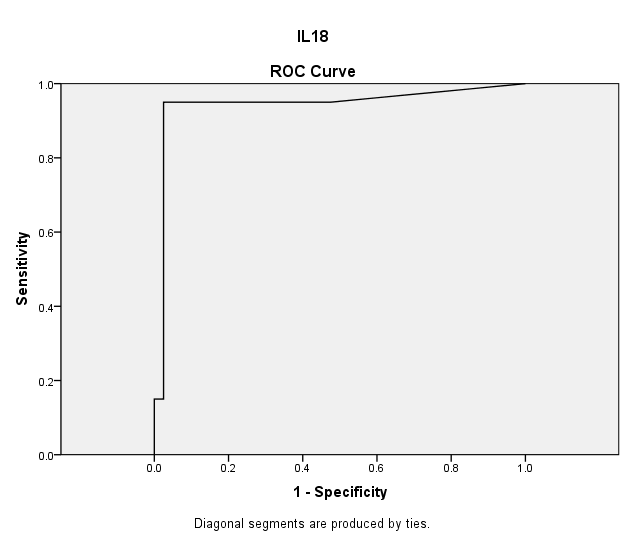 IL18
ROC Curve
1.0
0.8
0.6
0.4
0.2
0.0
Sensitivity
0.0 0.2 0.4 0.6 0.8 1.0
1 - Specificity
Diagonal segments are produced by ties.